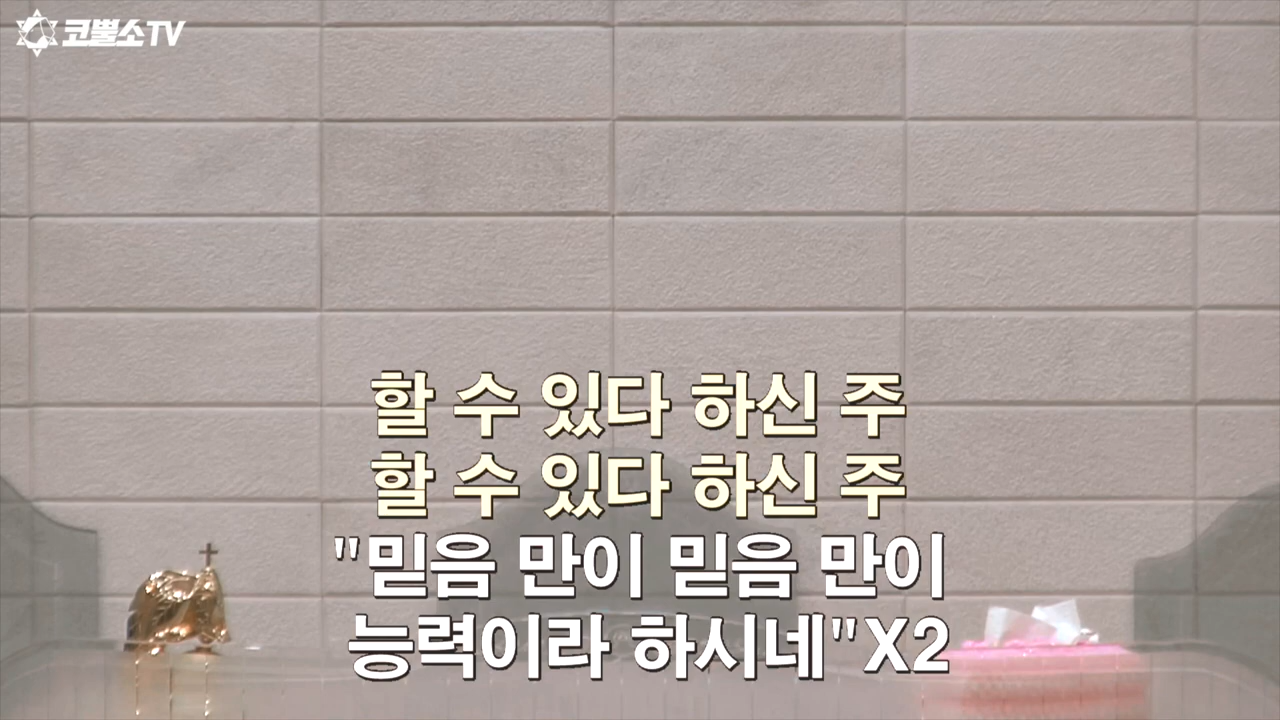 코뿔소TV
할 수 있다 하신 주
할 수 있다 하신 주
"믿음 만이 믿음 만이
능력이라 하시네"X2